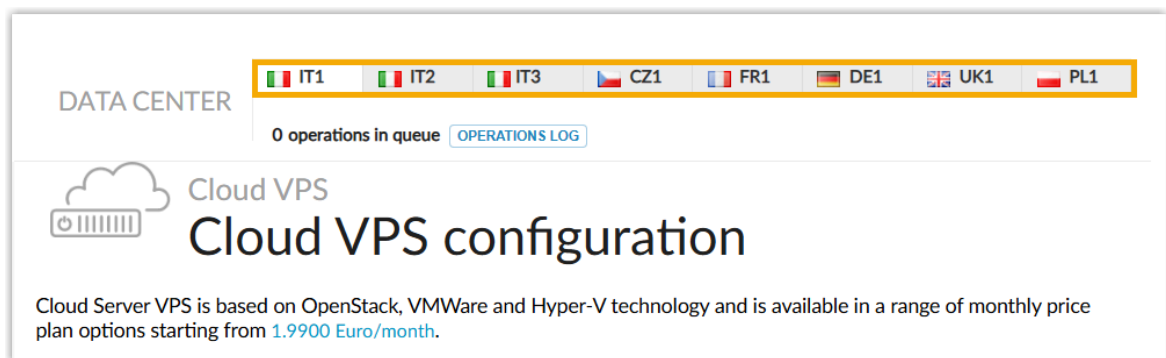 IT1 IT2 IT3 CZ1 FR1 DE1 UK1 PL1
DATA CENTER
0 operations in queue OPERATIONS LOG
Cloud VPS
Cloud VPS configuration
Cloud Server VPS is based on OpenStack, VMWare and Hyper-V technology and is available in a range of monthly price
plan options starting from 1.9900 Euro/month.